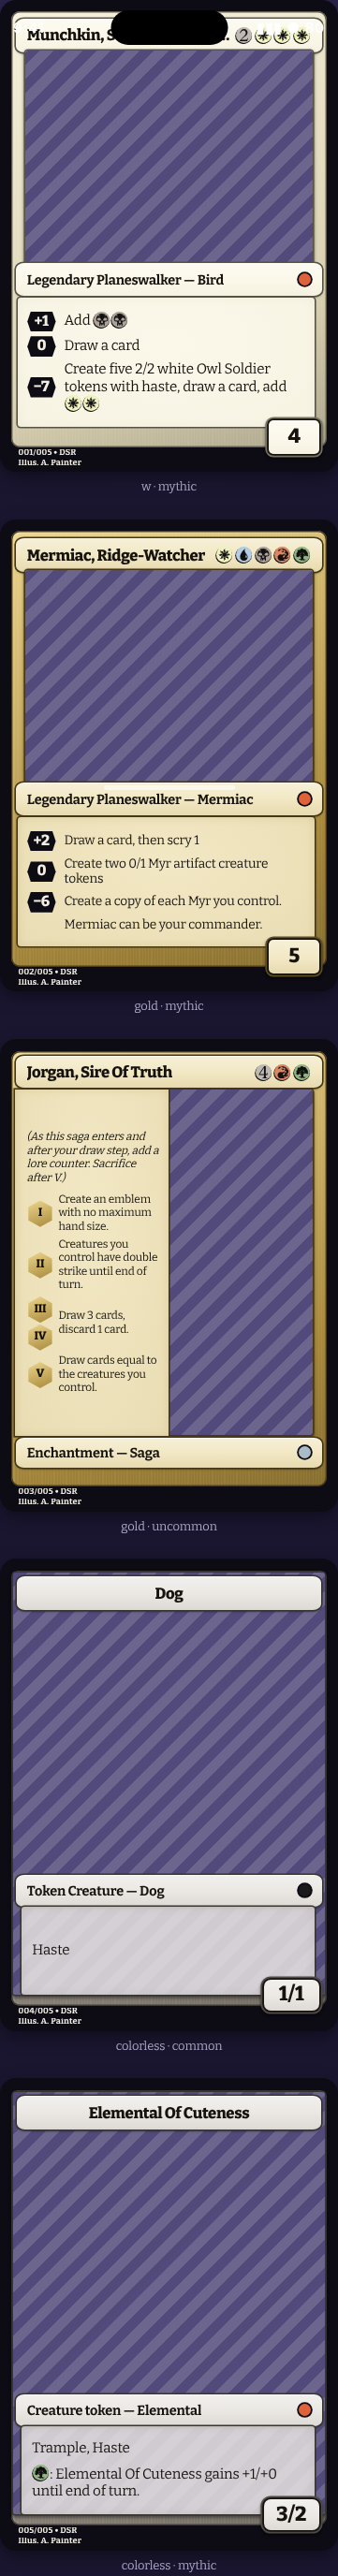 Munchkin,
2
Legendary Planeswalker — Bird
+1 Add
0 Draw a card
Create five 2/2 white Owl Soldier
−7 tokens with haste, draw a card, add
4
001/005 • DSR
Illus. A. Painter
w · mythic
Mermiac, Ridge-Watcher
Legendary Planeswalker — Mermiac
+2 Draw a card, then scry 1
0 Create two 0/1 Myr artifact creature
tokens
−6 Create a copy of each Myr you control.
Mermiac can be your commander.
5
002/005 • DSR
Illus. A. Painter
gold · mythic
Jorgan, Sire Of Truth 4
(As this saga enters and
after your draw step, add a
lore counter. Sacrifice
after V.)
I
Create an emblem
with no maximum
hand size.
II
Creatures you
control have double
strike until end of
turn.
III
IV
Draw 3 cards,
discard 1 card.
V
Draw cards equal to
the creatures you
control.
Enchantment — Saga
003/005 • DSR
Illus. A. Painter
gold · uncommon
Dog
Token Creature — Dog
Haste
1/1
004/005 • DSR
Illus. A. Painter
colorless · common
Elemental Of Cuteness
Creature token — Elemental
Trample, Haste
: Elemental Of Cuteness gains +1/+0
until end of turn.
3/2
005/005 • DSR
Illus. A. Painter
colorless · mythic